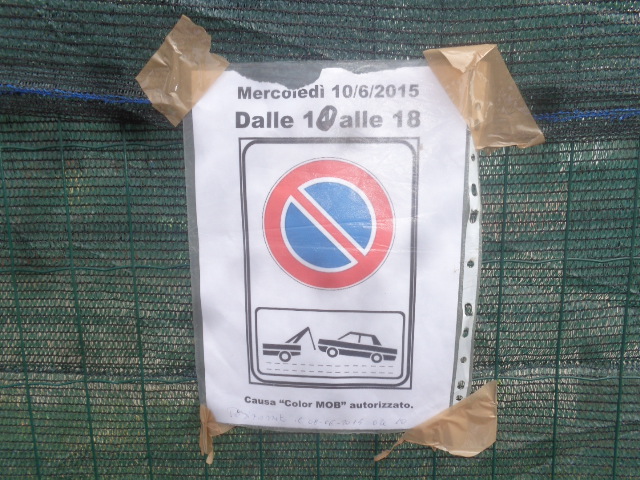 Mercoledì 10/6/2015
Dalle 10 alle 18
Causa “Color MOB” autorizzato.